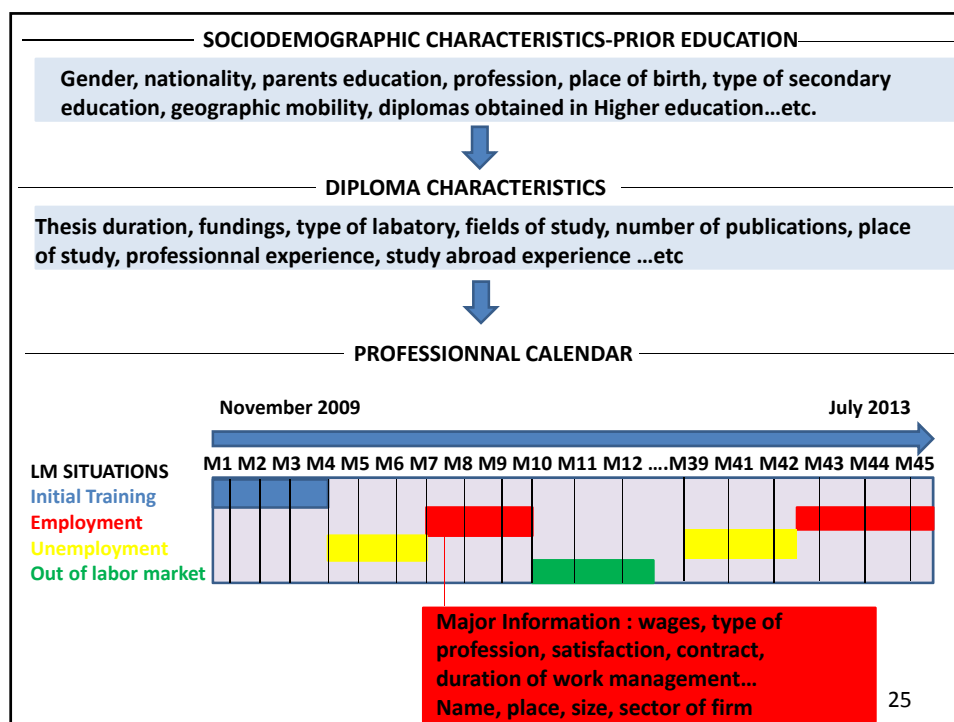 SOCIODEMOGRAPHIC CHARACTERISTICS-PRIOR EDUCATION
Gender, nationality, parents education, profession, place of birth, type of secondary
education, geographic mobility, diplomas obtained in Higher education…etc.
DIPLOMA CHARACTERISTICS
Thesis duration, fundings, type of labatory, fields of study, number of publications, place
of study, professionnal experience, study abroad experience …etc
PROFESSIONNAL CALENDAR
November 2009 July 2013
M1 M2 M3 M4 M5 M6 M7 M8 M9 M10 M11 M12 ....M39 M41 M42 M43 M44 M45
LM SITUATIONS
Initial Training
Employment
Unemployment
Out of labor market
Major Information : wages, type of
profession, satisfaction, contract,
duration of work management…
Name, place, size, sector of firm
25